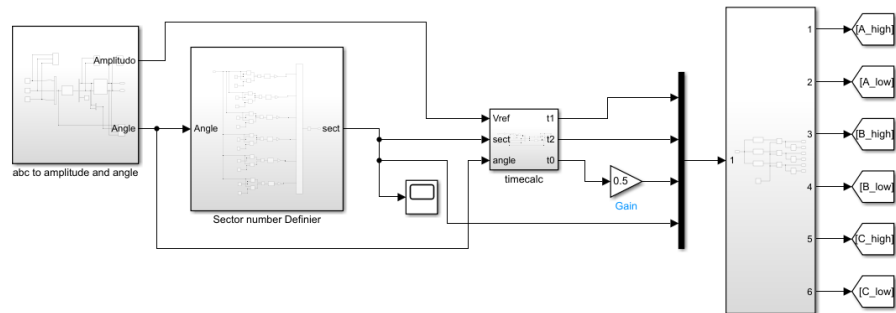 Amplitudo
Angle
abc to amplitude and angle
Angle
sect
Sector number Definier
Vref
sect
angle
t1
t2
t0
timecalc
0.5
Gain
1
1
2
3
4
5
6
[A_high]
[A_low]
[B_high]
[B_low]
[C_high]
[C_low]